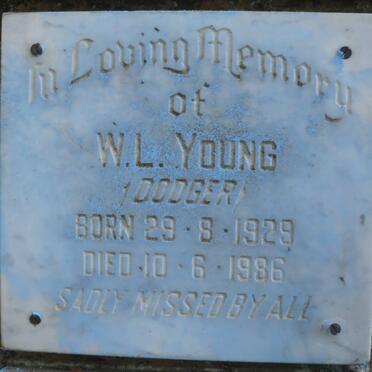 In Loving Memory
of
W.L. YOUNG
(DODGER)
BORN 29 · 8 · 1929
DIED 10 · 6 · 1986
SADLY MISSED BY ALL